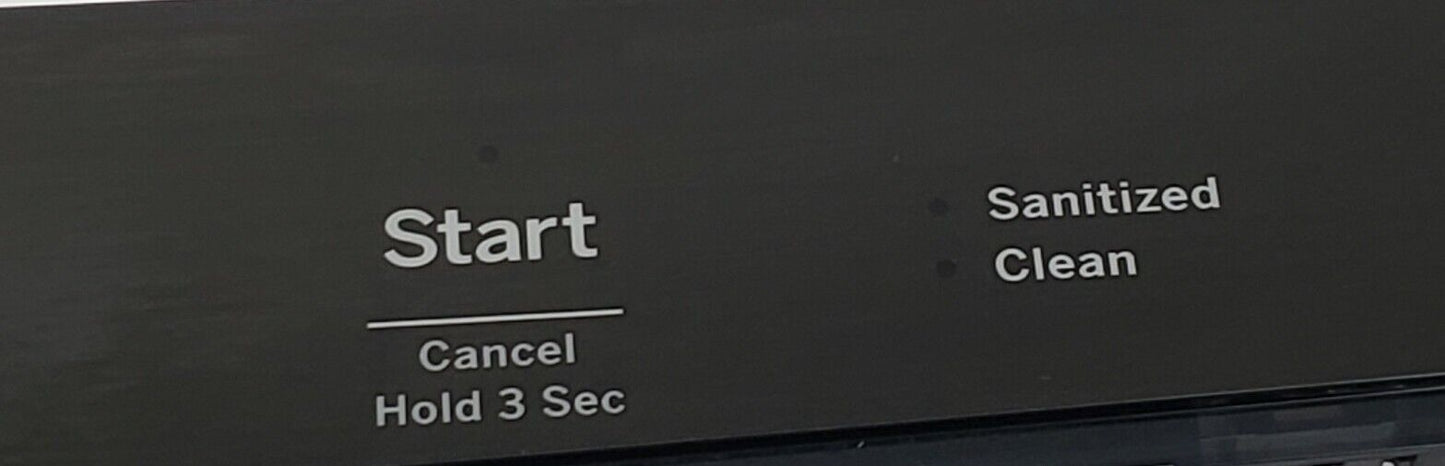 Start
Cancel
Hold 3 Sec
Sanitized
Clean